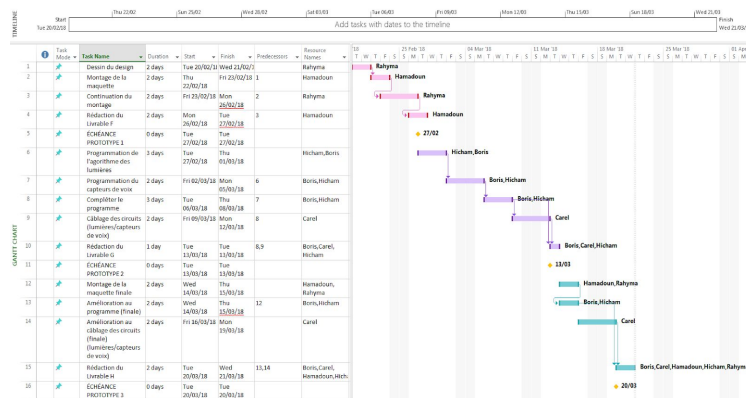 TIMELINE
Thu 22/02 Sun 25/02 Wed 28/02 Sat 03/03 Tue 06/03 Fri 09/03 Mon 12/03 Thu 15/03 Sun 18/03 Wed 21/03
Start
Tue 20/02/18
Add tasks with dates to the timeline
Finish
Wed 21/03/
GANTT CHART
Task Mode Task Name Duration Start Finish Predecessors Resource Names
'18 25 Feb '18 04 Mar '18 11 Mar '18 18 Mar '18 25 Mar '18 01 Apr
1 Dessin du design 2 days Tue 20/02/1 Wed 21/02/1 Rahyma
2 Montage de la maquette 2 days Thu 22/02/18 Fri 23/02/18 1 Hamadoun
3 Continuation du montage 2 days Fri 23/02/18 Mon 26/02/18 2 Rahyma
4 Rédaction du Livrable F 2 days Mon 26/02/18 Tue 27/02/18 3 Hamadoun
5 ÉCHÉANCE PROTOTYPE 1 0 days Tue 27/02/18 Tue 27/02/18
6 Programmation de l'agorithme des lumières 3 days Tue 27/02/18 Thu 01/03/18 Hicham,Boris
7 Programmation du capteurs de voix 2 days Fri 02/03/18 Mon 05/03/18 6 Boris,Hicham
8 Compléter le programme 3 days Tue 06/03/18 Thu 08/03/18 7 Boris,Hicham
9 Câblage des circuits (lumières/capteurs de voix) 2 days Fri 09/03/18 Mon 12/03/18 8 Carel
10 Rédaction du Livrable G 1 day Tue 13/03/18 Tue 13/03/18 8,9 Boris,Carel, Hicham
11 ÉCHÉANCE PROTOTYPE 2 0 days Tue 13/03/18 Tue 13/03/18
12 Montage de la maquette finale 2 days Wed 14/03/18 Thu 15/03/18 Hamadoun, Rahyma
13 Amélioration au programme (finale) 2 days Wed 14/03/18 Thu 15/03/18 12 Boris,Hicham
14 Amélioration au câblage des circuits (finale) (lumières/capteurs de voix) 2 days Fri 16/03/18 Mon 19/03/18 Carel
15 Rédaction du Livrable H 2 days Tue 20/03/18 Wed 21/03/18 13,14 Boris,Carel, Hamadoun,Hich
16 ÉCHÉANCE PROTOTYPE 3 0 days Tue 20/03/18 Tue 20/03/18
Rahyma
Hamadoun
Rahyma
Hamadoun
27/02
Hicham,Boris
Boris,Hicham
Boris,Hicham
Carel
Boris,Carel,Hicham
13/03
Hamadoun,Rahyma
Boris,Hicham
Carel
Boris,Carel,Hamadoun,Hicham,Rahym
20/03